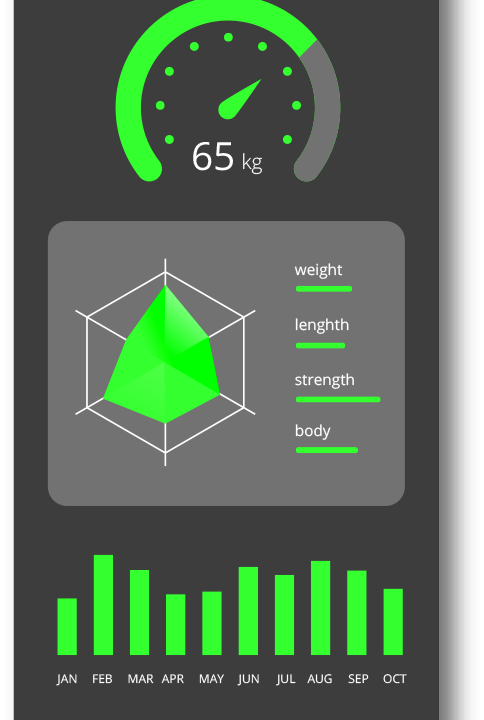 65 kg
weight
lenghth
strength
body
JAN FEB MAR APR MAY JUN JUL AUG SEP OCT